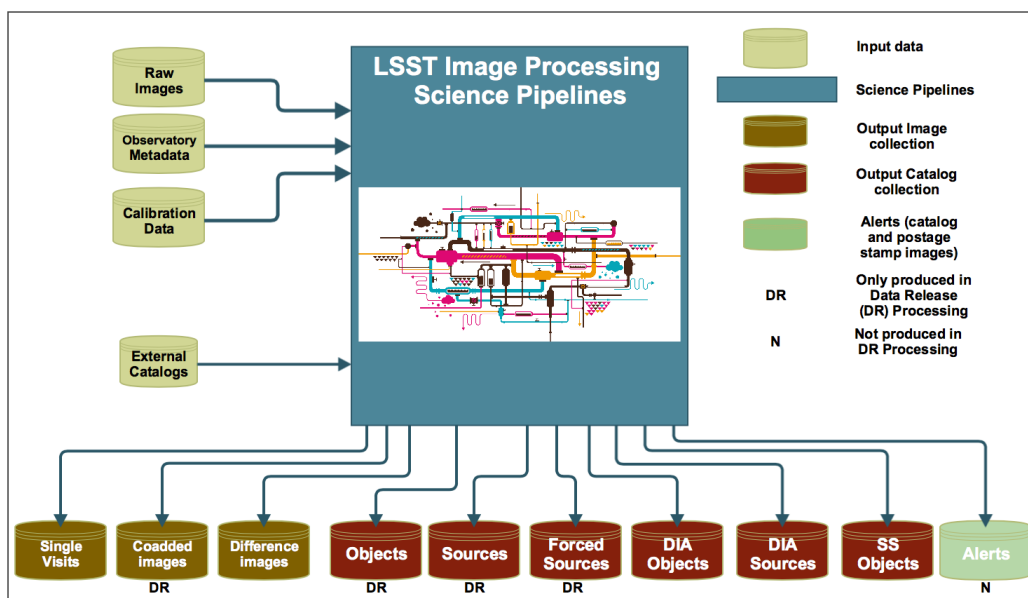 LSST Image Processing
Science Pipelines
Raw
Images
Observatory
Metadata
Calibration
Data
External
Catalogs
Input data
Science Pipelines
Output Image
collection
Output Catalog
collection
Alerts (catalog
and postage
stamp images)
DR
Only produced in
Data Release
(DR) Processing
N
Not produced in
DR Processing
Single
Visits
Coadded
images
DR
Difference
images
Objects
DR
Sources
DR
Forced
Sources
DR
DIA
Objects
DIA
Sources
SS
Objects
Alerts
N